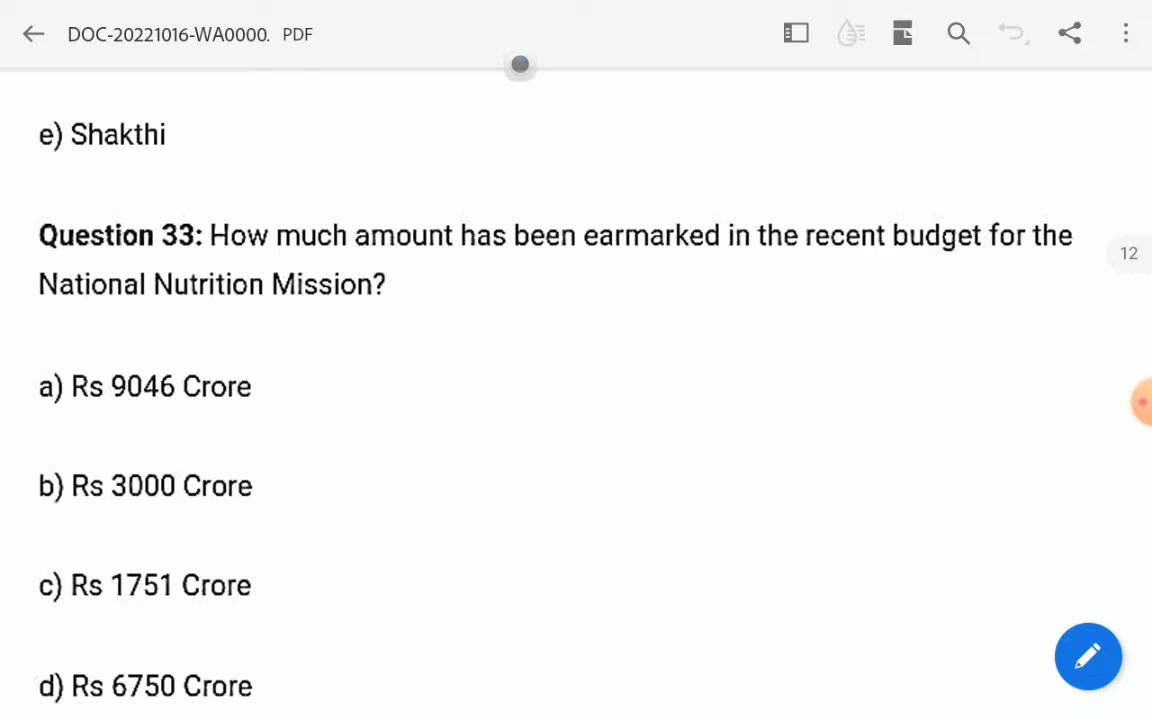 DOC-20221016-WA0000. PDF
e) Shakthi
Question 33: How much amount has been earmarked in the recent budget for the
12
National Nutrition Mission?
a) Rs 9046 Crore
b) Rs 3000 Crore
c) Rs 1751 Crore
d) Rs 6750 Crore